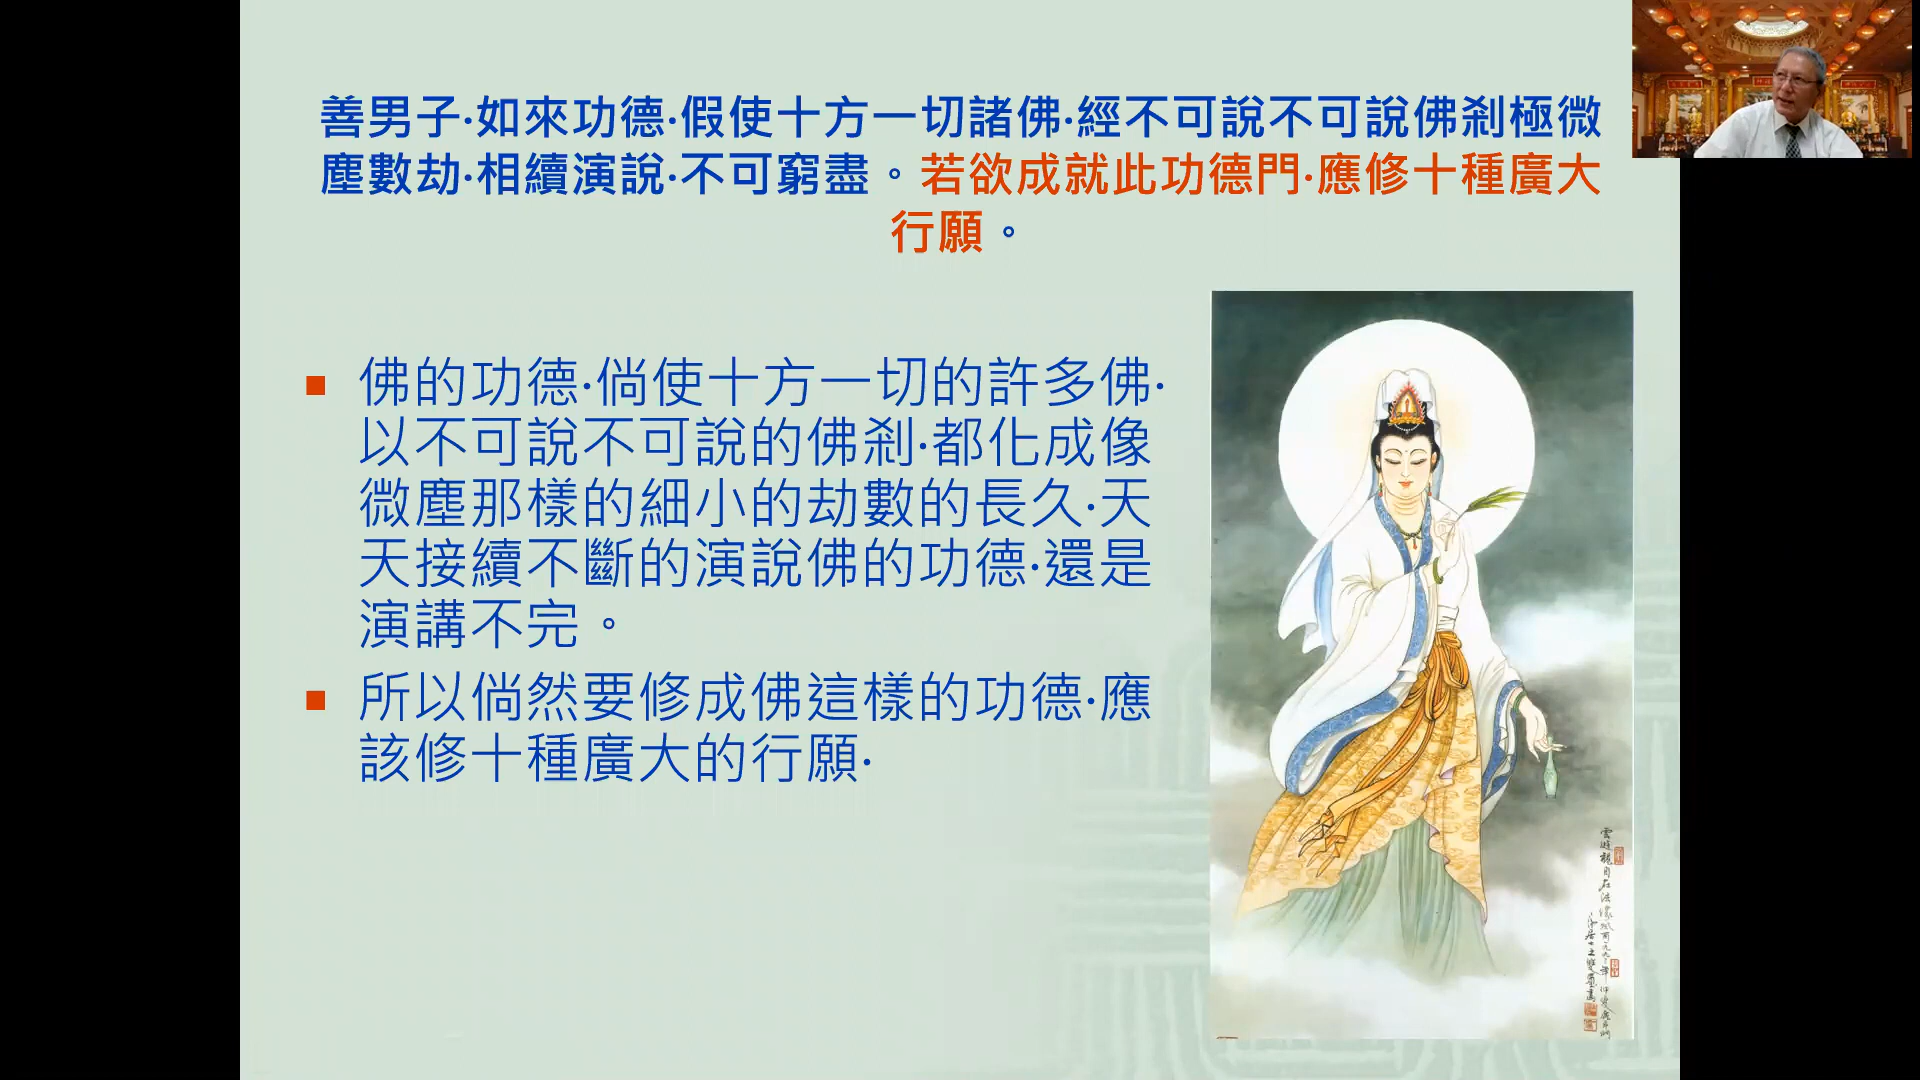 善男子‧如來功德‧假使十方一切諸佛‧經不可說不可說佛剎極微
塵數劫‧相續演說‧不可窮盡。若欲成就此功德門‧應修十種廣大
行願。
佛的功德‧倘使十方一切的許多佛‧
以不可說不可說的佛剎‧都化成像
微塵那樣的細小的劫數的長久‧天
天接續不斷的演說佛的功德‧還是
演講不完。
所以倘然要修成佛這樣的功德‧應
該修十種廣大的行願‧